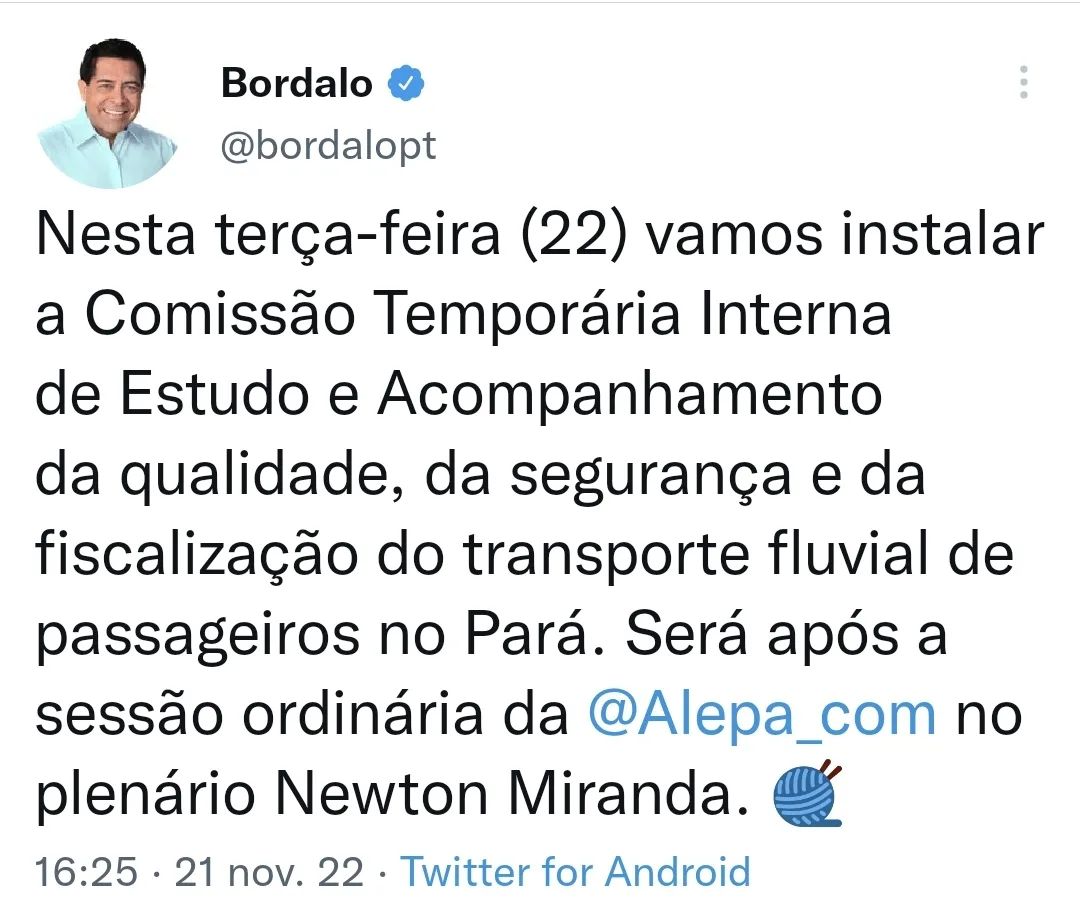 Bordalo
@bordalopt
Nesta terça-feira (22) vamos instalar
a Comissão Temporária Interna
de Estudo e Acompanhamento
da qualidade, da segurança e da
fiscalização do transporte fluvial de
passageiros no Pará. Será após a
sessão ordinária da @Alepa_com no
plenário Newton Miranda. 🧶
16:25 · 21 nov. 22 · Twitter for Android